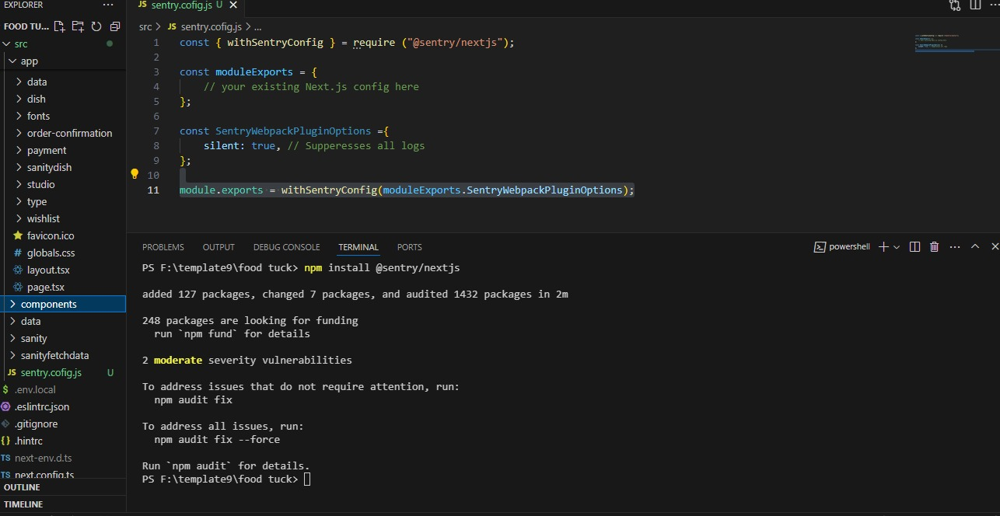 EXPLORER ...
JS sentry.cofig.js U ×
FOOD TU...
src > JS sentry.cofig.js > ...
src
app
data
dish
fonts
order-confirmation
payment
sanitydish
studio
type
wishlist
favicon.ico
# globals.css
layout.tsx
page.tsx
components
data
sanity
sanityfetchdata
JS sentry.cofig.js U
$ .env.local
.eslintrc.json
.gitignore
{} .hintrc
TS next-env.d.ts
TS next.config.ts
OUTLINE
TIMELINE
1 const { withSentryConfig } = require ("@sentry/nextjs");
2
3 const moduleExports = {
4 // your existing Next.js config here
5 };
6
7 const SentryWebpackPluginOptions ={
8 silent: true, // Supperesses all logs
9 };
10
11 module.exports = withSentryConfig(moduleExports.SentryWebpackPluginOptions);
PROBLEMS OUTPUT DEBUG CONSOLE TERMINAL PORTS powershell
PS F:\template9\food tuck> npm install @sentry/nextjs
added 127 packages, changed 7 packages, and audited 1432 packages in 2m
248 packages are looking for funding
run `npm fund` for details
2 moderate severity vulnerabilities
To address issues that do not require attention, run:
npm audit fix
To address all issues, run:
npm audit fix --force
Run `npm audit` for details.
PS F:\template9\food tuck>